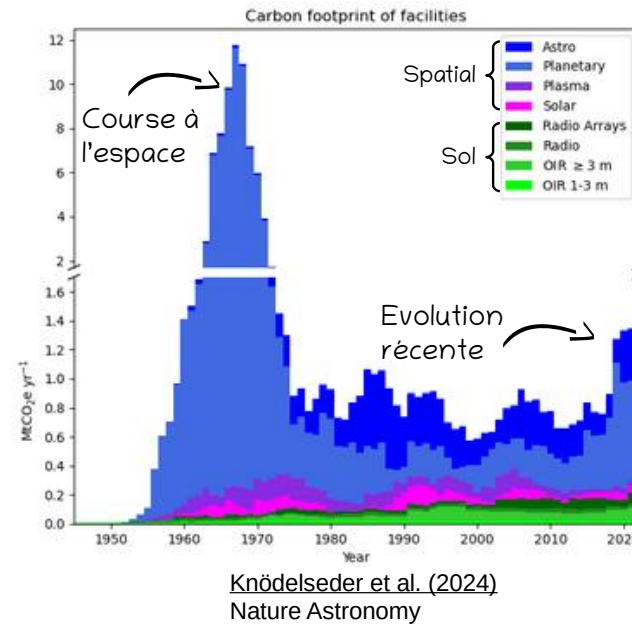 Carbon footprint of facilities
12
10
8
6
4
2
1.6
1.4
1.2
1.0
0.8
0.6
0.4
0.2
0.0
MtCO₂e yr⁻¹
Course à
l'espace
Spatial
Sol
Astro
Planetary
Plasma
Solar
Radio Arrays
Radio
OIR ≥ 3 m
OIR 1-3 m
Evolution
récente
1950
1960
1970
1980
1990
2000
2010
Year
Knödelseder et al. (2024)
Nature Astronomy